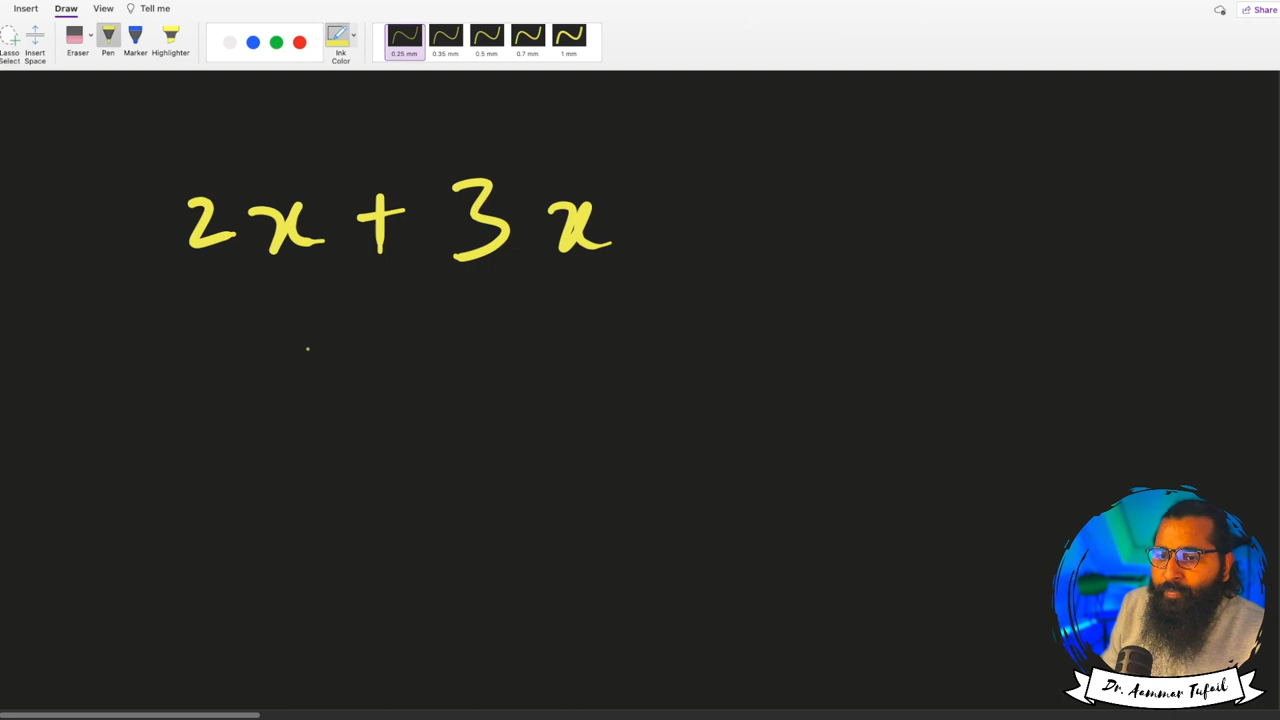 Insert Draw View Tell me Share
Lasso Select Insert Space Eraser Pen Marker Highlighter Ink Color 0.25 mm 0.35 mm 0.5 mm 0.7 mm 1 mm
2x + 3x
Dr. Aammar Tufail